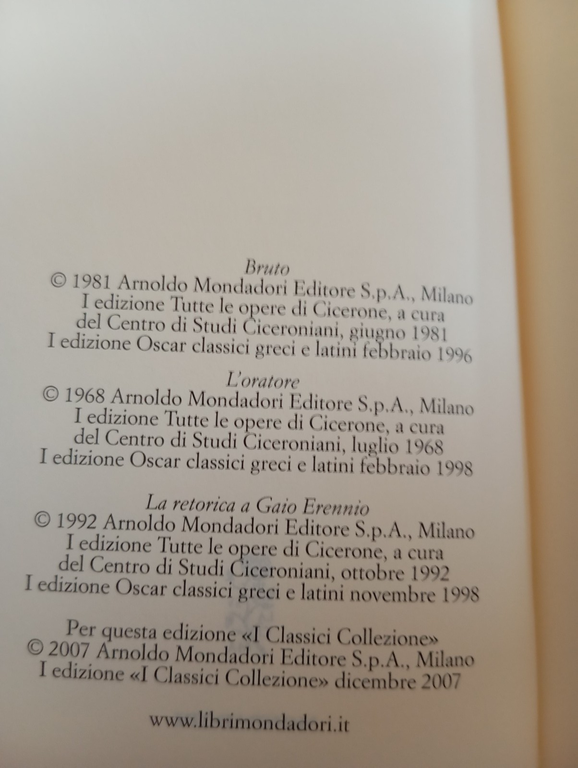 Bruto
© 1981 Arnoldo Mondadori Editore S.p.A., Milano
I edizione Tutte le opere di Cicerone, a cura
del Centro di Studi Ciceroniani, giugno 1981
I edizione Oscar classici greci e latini febbraio 1996
L'oratore
© 1968 Arnoldo Mondadori Editore S.p.A., Milano
I edizione Tutte le opere di Cicerone, a cura
del Centro di Studi Ciceroniani, luglio 1968
I edizione Oscar classici greci e latini febbraio 1998
La retorica a Gaio Erennio
© 1992 Arnoldo Mondadori Editore S.p.A., Milano
I edizione Tutte le opere di Cicerone, a cura
del Centro di Studi Ciceroniani, ottobre 1992
I edizione Oscar classici greci e latini novembre 1998
Per questa edizione «I Classici Collezione»
© 2007 Arnoldo Mondadori Editore S.p.A., Milano
I edizione «I Classici Collezione» dicembre 2007
www.librimondadori.it